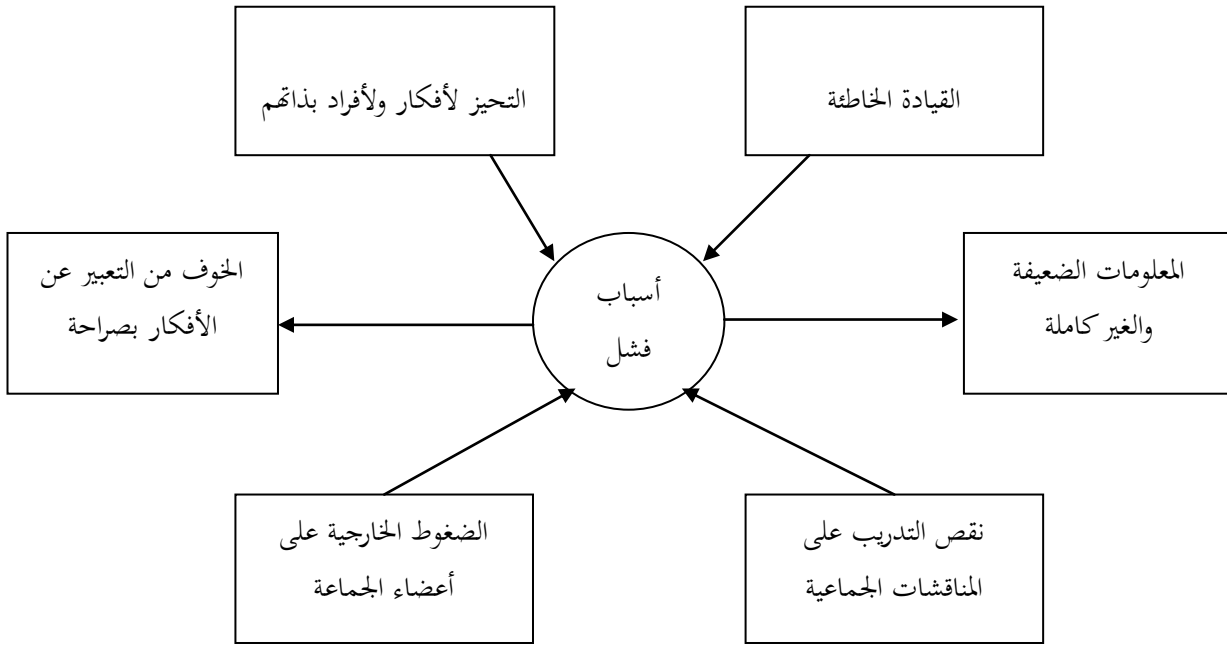 القيادة الخاطئة
التحيز لأفكار ولأفراد بذاتهم
المعلومات الضعيفة
والغير كاملة
أسباب
فشل
الخوف من التعبير عن
الأفكار بصراحة
نقص التدريب على
المناقشات الجماعية
الضغوط الخارجية على
أعضاء الجماعة